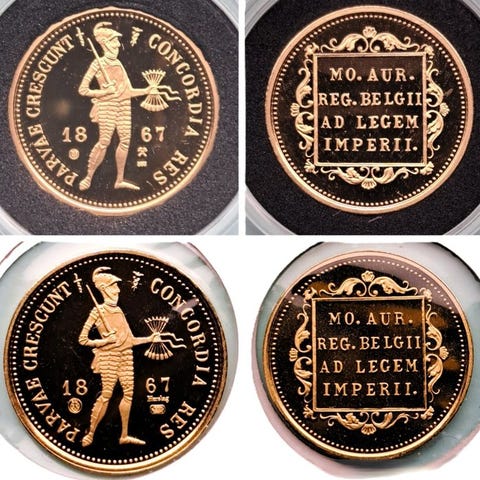 PARVAE CRESCUNT CONCORDIA RES
18 67
MO. AUR.
REG. BELGII
AD LEGEM
IMPERII.
PARVAE CRESCUNT CONCORDIA RES
18 67
MO. AUR.
REG. BELGII
AD LEGEM
IMPERII.